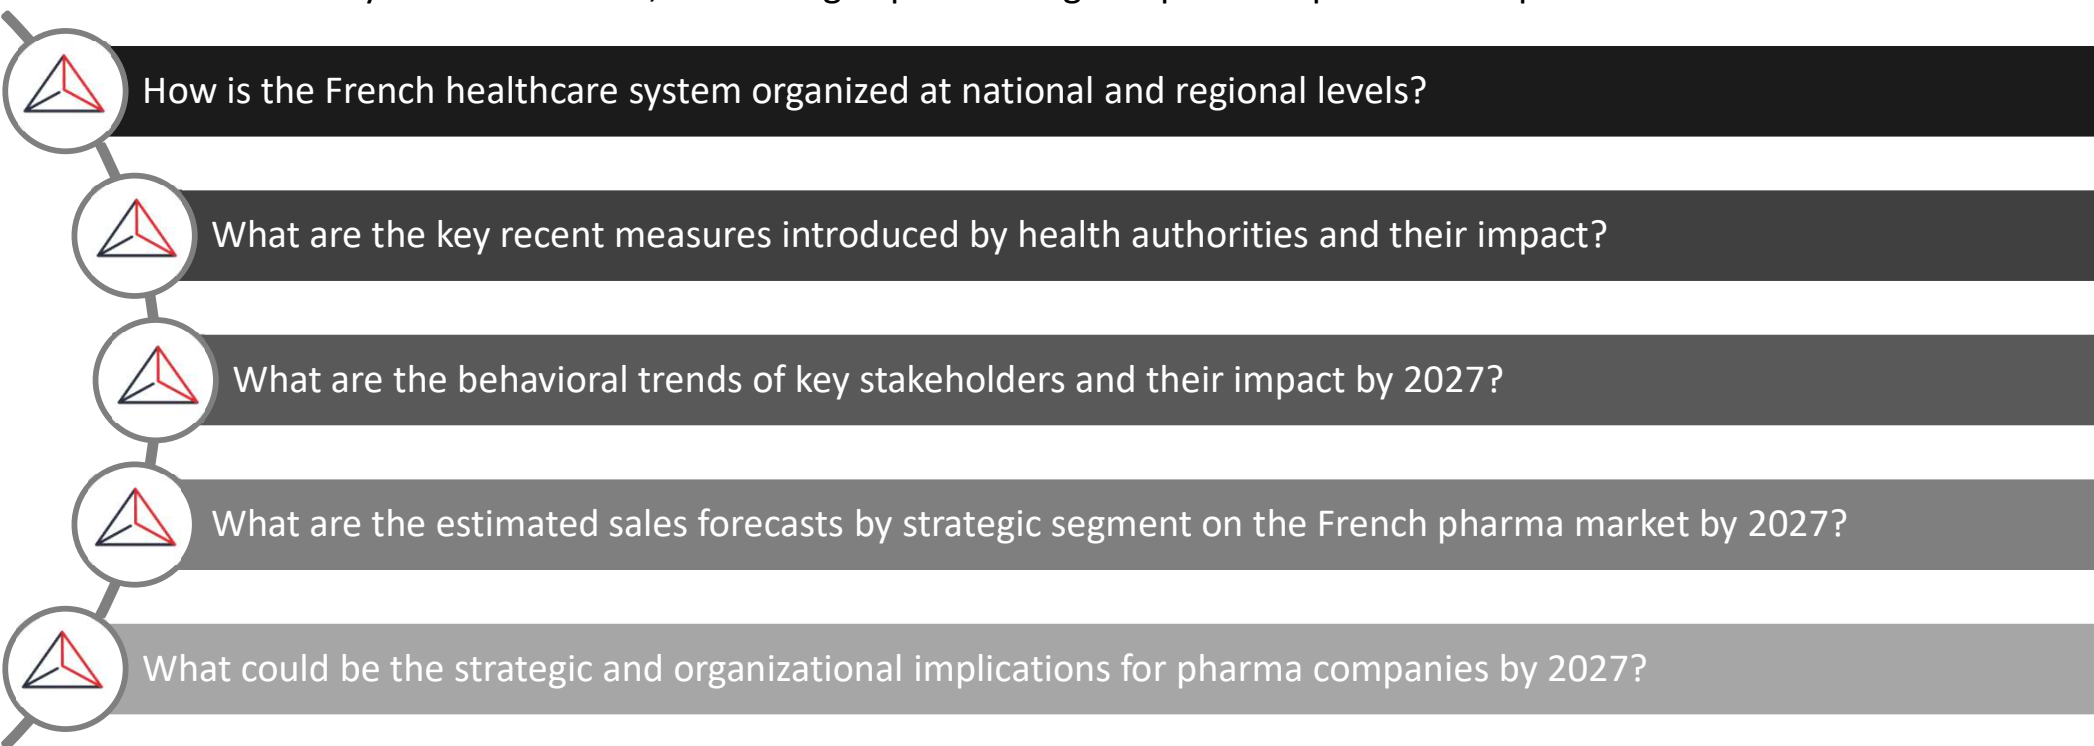 How is the French healthcare system organized at national and regional levels?
What are the key recent measures introduced by health authorities and their impact?
What are the behavioral trends of key stakeholders and their impact by 2027?
What are the estimated sales forecasts by strategic segment on the French pharma market by 2027?
What could be the strategic and organizational implications for pharma companies by 2027?